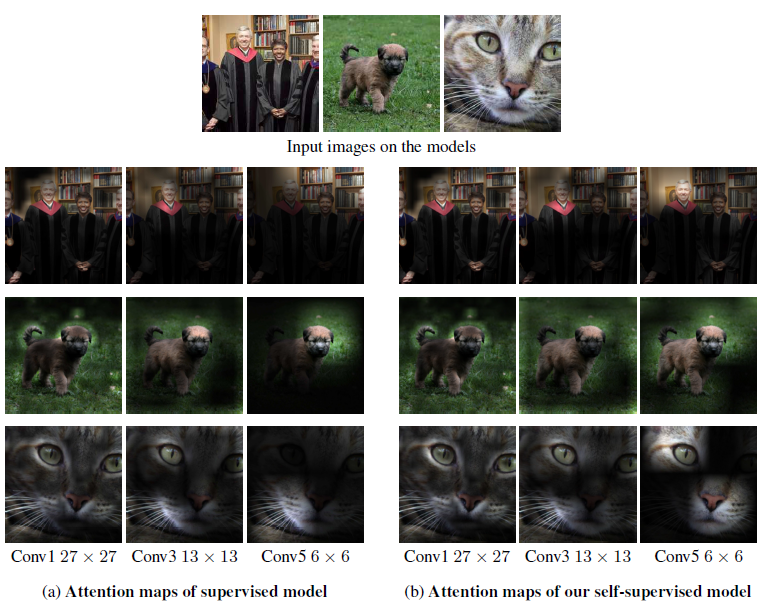 Input images on the models
Conv1 27 × 27 Conv3 13 × 13 Conv5 6 × 6 Conv1 27 × 27 Conv3 13 × 13 Conv5 6 × 6
(a) Attention maps of supervised model (b) Attention maps of our self-supervised model